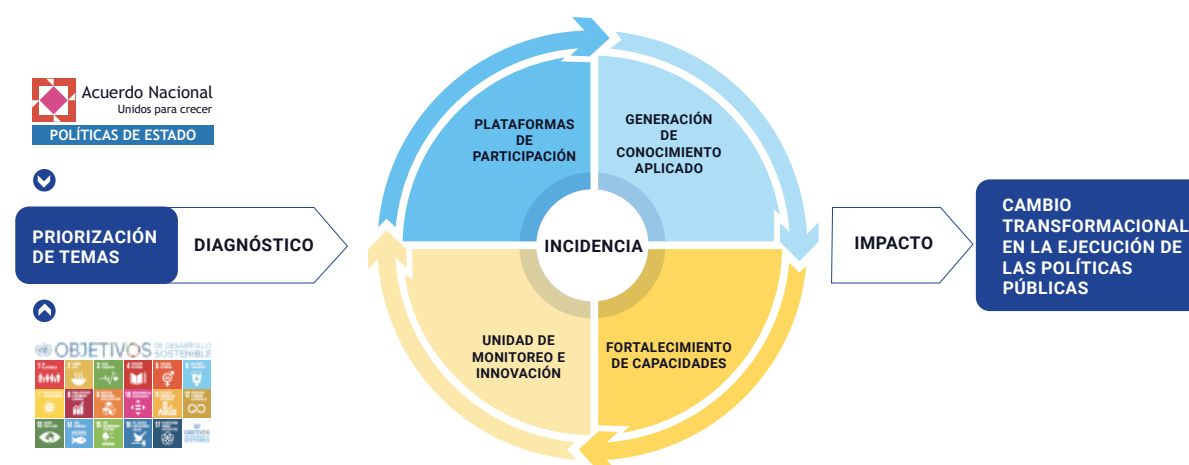 Acuerdo Nacional
Unidos para crecer
POLÍTICAS DE ESTADO
PRIORIZACIÓN
DE TEMAS
DIAGNÓSTICO
OBJETIVOS
DE DESARROLLO
SOSTENIBLE
PLATAFORMAS
DE
PARTICIPACIÓN
GENERACIÓN
DE
CONOCIMIENTO
APLICADO
INCIDENCIA
UNIDAD DE
MONITOREO E
INNOVACIÓN
FORTALECIMIENTO
DE CAPACIDADES
IMPACTO
CAMBIO
TRANSFORMACIONAL
EN LA EJECUCIÓN DE
LAS POLÍTICAS
PÚBLICAS